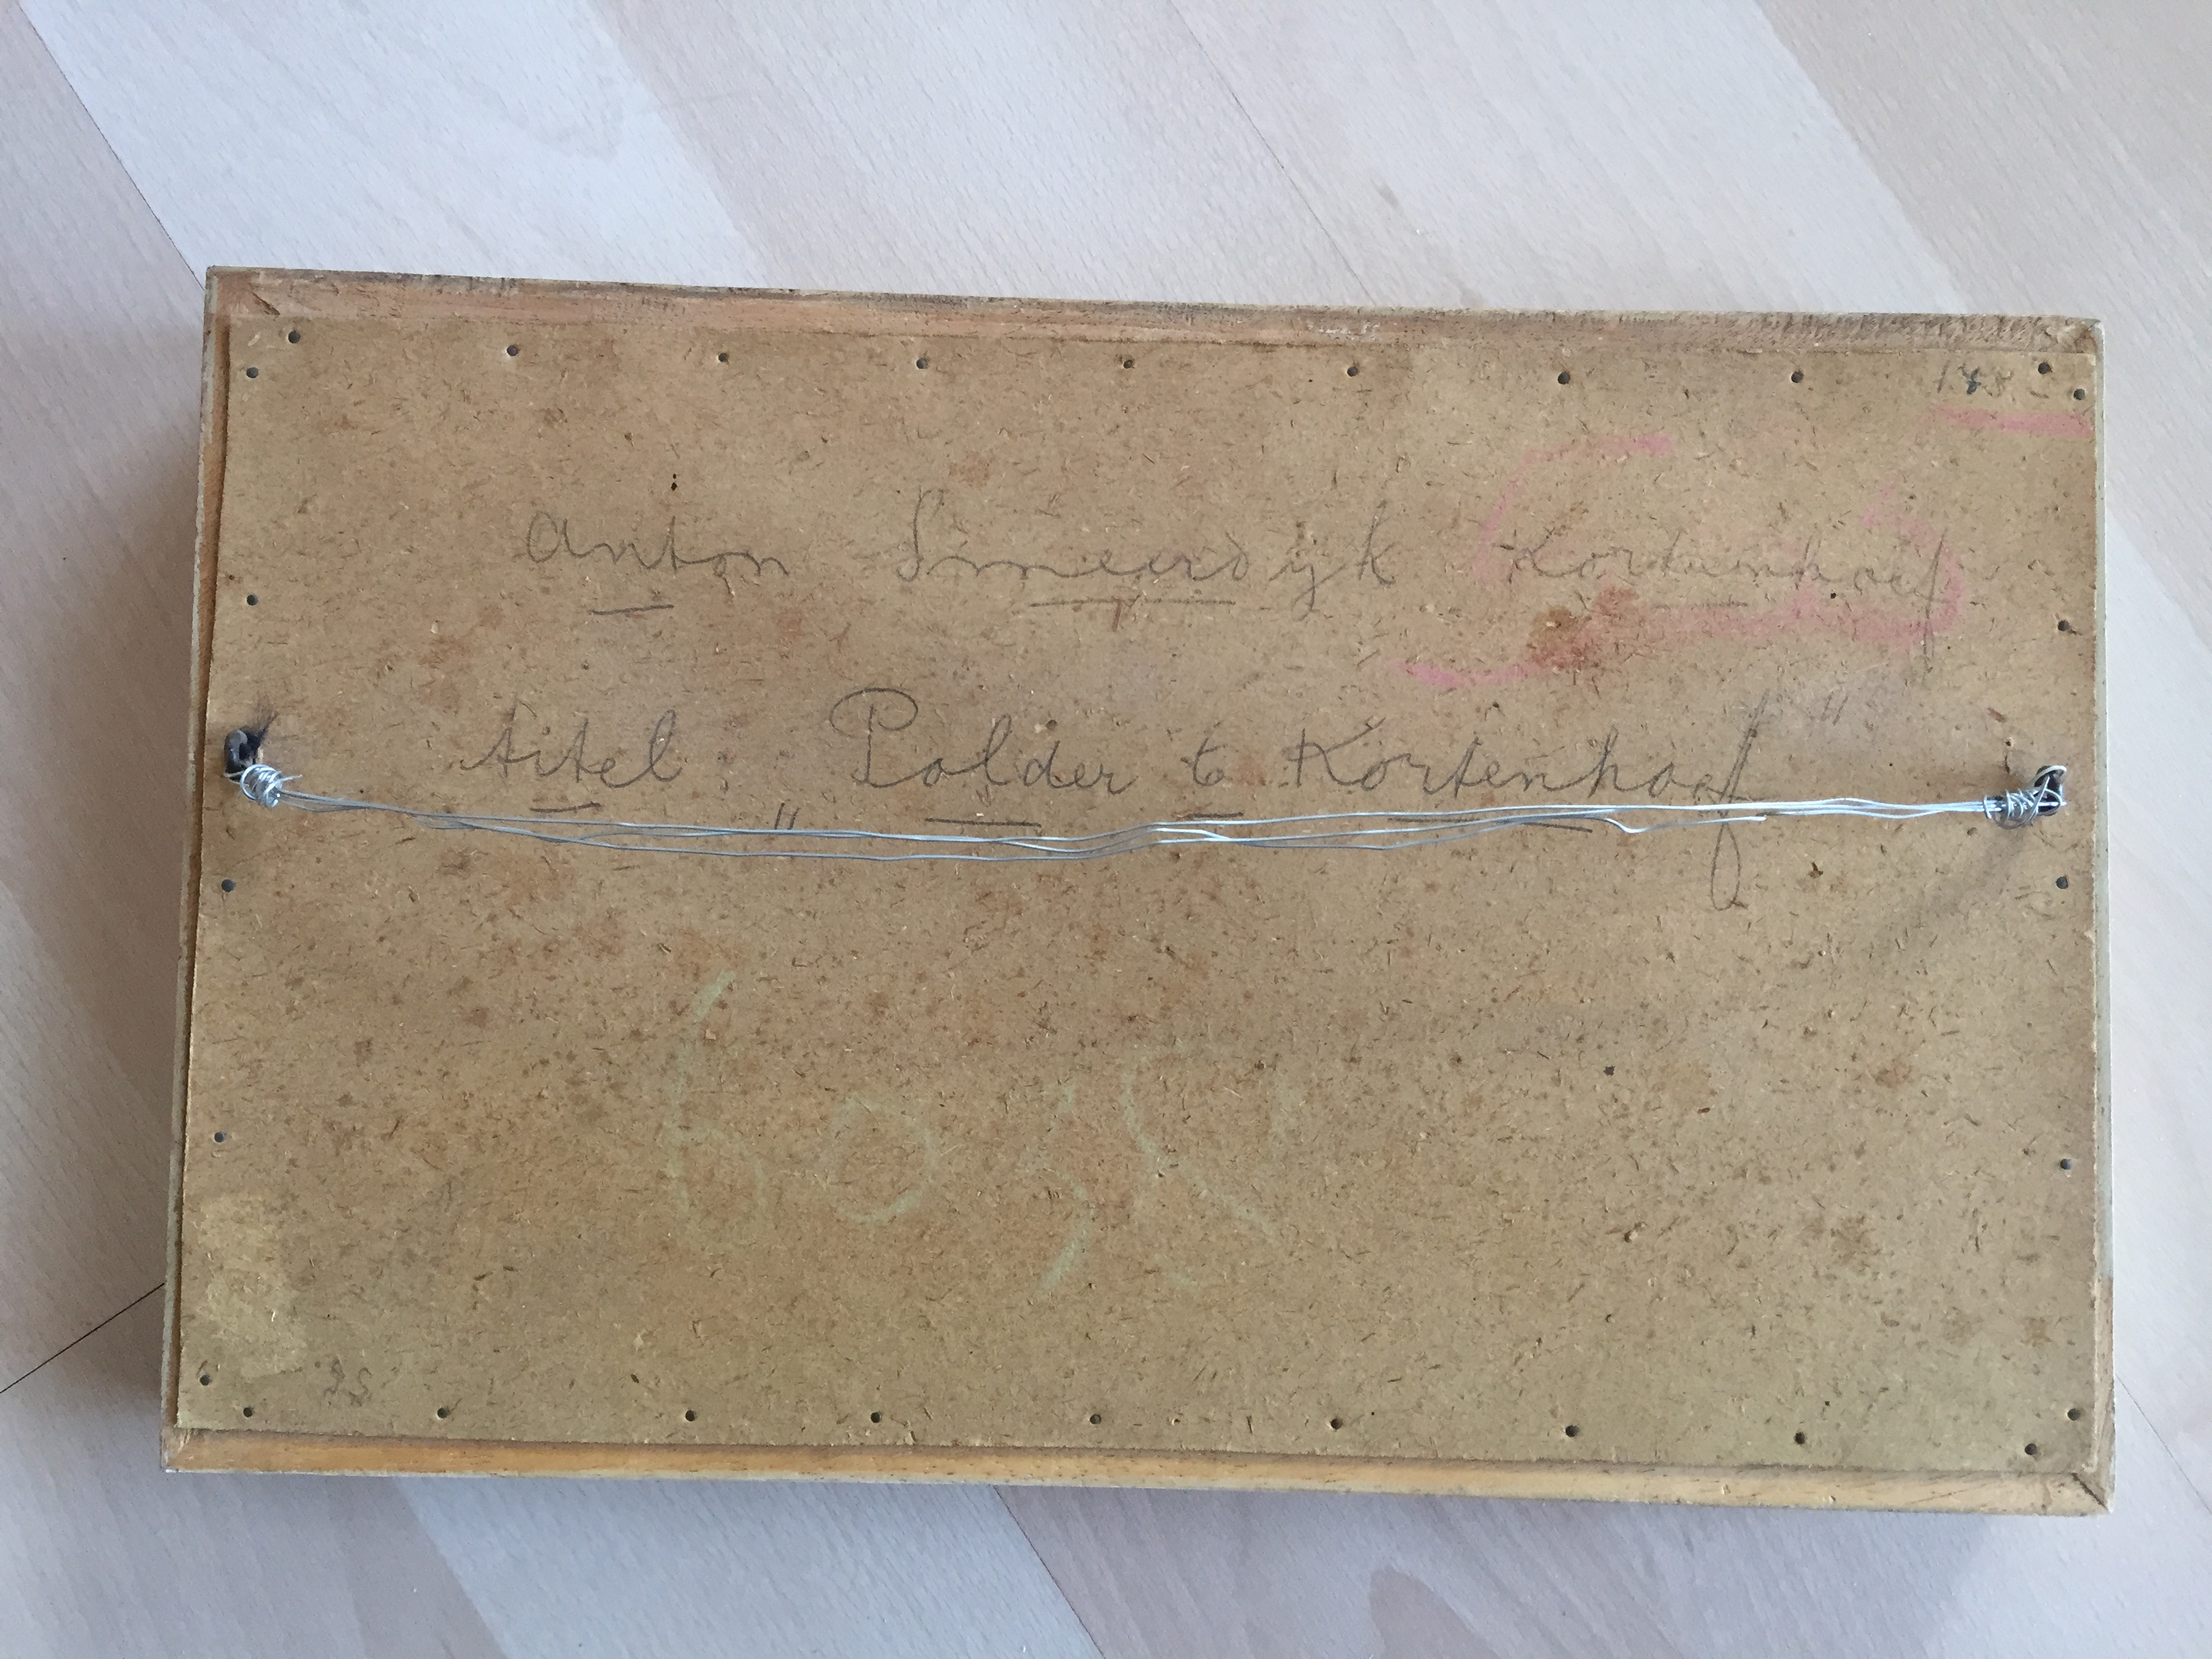 Anton Smeerdijk Kortenhoef
titel: „Polder te Kortenhoef"